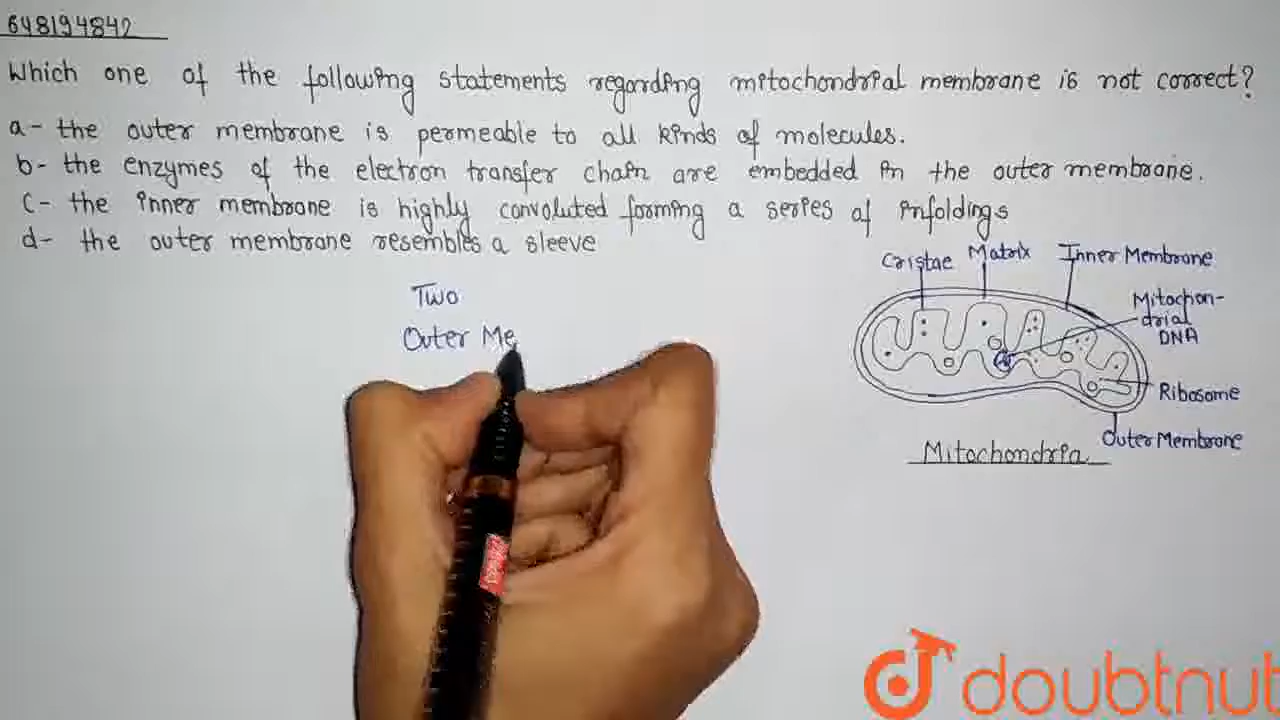 648194842
Which one of the following statements regarding mitochondrial membrane is not correct?
a- the outer membrane is permeable to all kinds of molecules.
b- the enzymes of the electron transfer chain are embedded in the outer membrane.
c- the inner membrane is highly convoluted forming a series of infoldings
d- the outer membrane resembles a sleeve
Two
Outer Me
Cristae
Matrix
Inner Membrane
Mitochon-
drial
DNA
Ribosome
Outer Membrane
Mitochondria
doubtnut